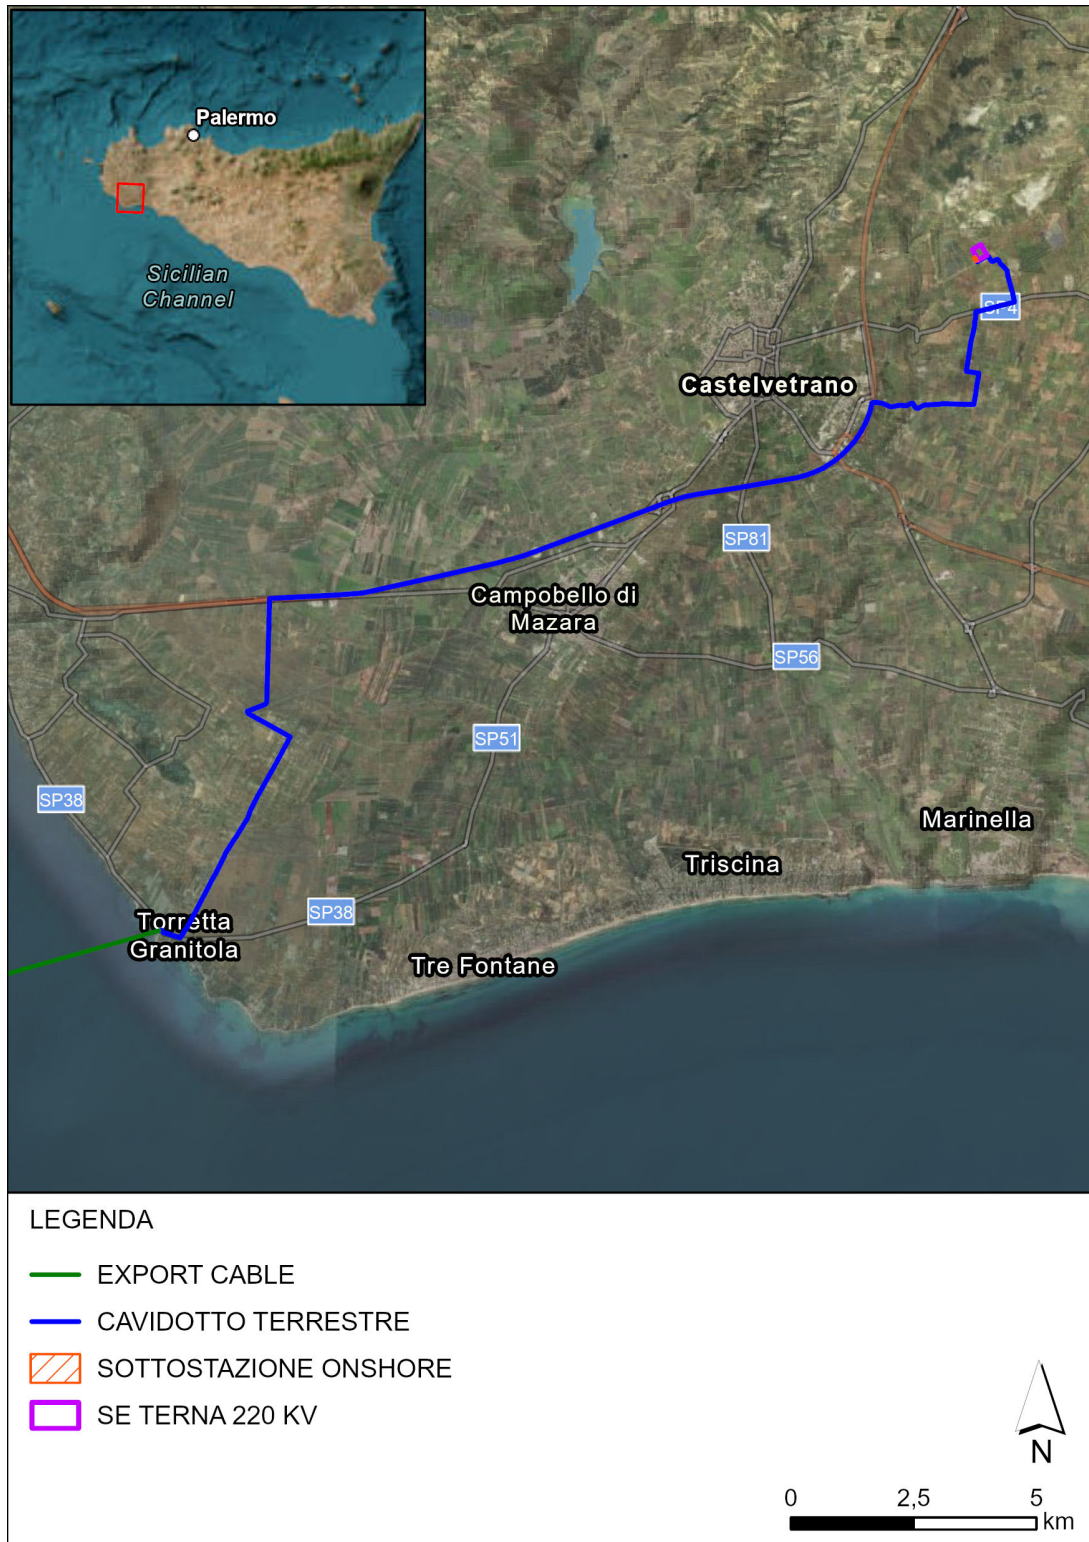 Palermo
Sicilian
Channel
SP4
Castelvetrano
SP81
Campobello di
Mazara
SP56
SP51
SP38
Marinella
Triscina
SP38
Torretta
Granitola
Tre Fontane
LEGENDA
EXPORT CABLE
CAVIDOTTO TERRESTRE
SOTTOSTAZIONE ONSHORE
SE TERNA 220 KV
N
0 2,5 5
km